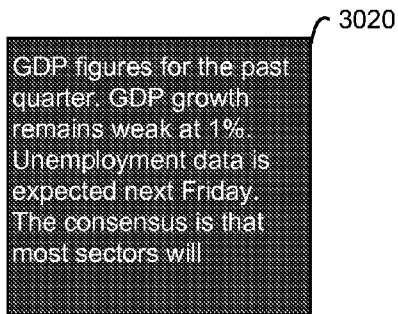 3020
GDP figures for the past
quarter. GDP growth
remains weak at 1%.
Unemployment data is
expected next Friday.
The consensus is that
most sectors will